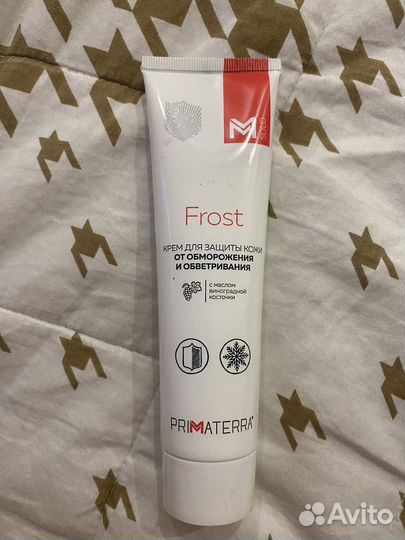 M SOLO
Frost
КРЕМ ДЛЯ ЗАЩИТЫ КОЖИ
ОТ ОБМОРОЖЕНИЯ
И ОБВЕТРИВАНИЯ
с маслом
виноградной
косточки
PRIMATERRA®
Avito